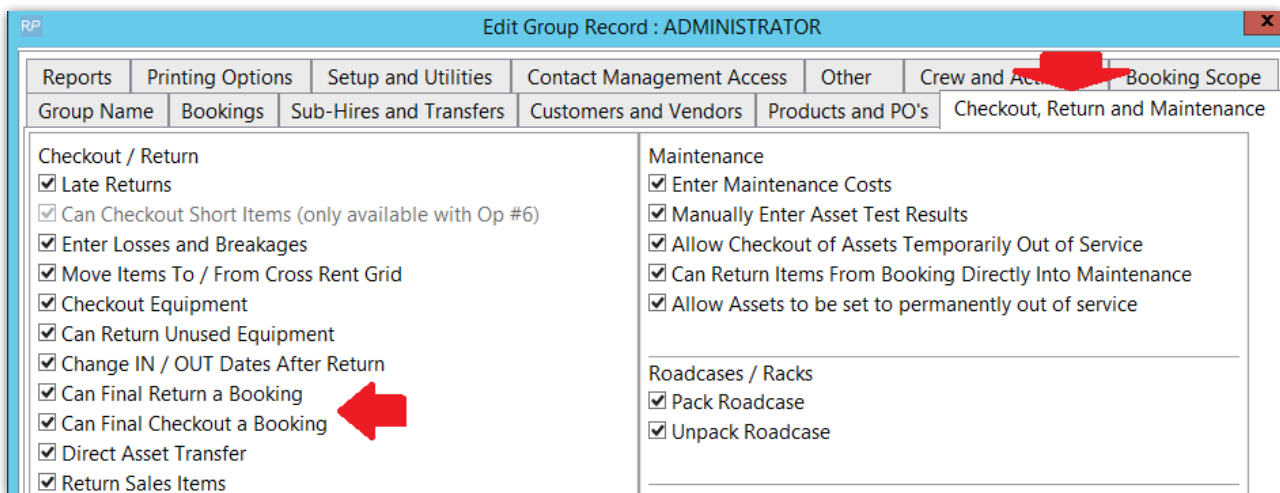 RP
Edit Group Record : ADMINISTRATOR
x
Reports
Printing Options
Setup and Utilities
Contact Management Access
Other
Crew and
Booking Scope
Group Name
Bookings
Sub-Hires and Transfers
Customers and Vendors
Products and PO's
Checkout, Return and Maintenance
Checkout / Return
Late Returns
Can Checkout Short Items (only available with Op #6)
Enter Losses and Breakages
Move Items To / From Cross Rent Grid
Checkout Equipment
Can Return Unused Equipment
Change IN / OUT Dates After Return
Can Final Return a Booking
Can Final Checkout a Booking
Direct Asset Transfer
Return Sales Items
Maintenance
Enter Maintenance Costs
Manually Enter Asset Test Results
Allow Checkout of Assets Temporarily Out of Service
Can Return Items From Booking Directly Into Maintenance
Allow Assets to be set to permanently out of service
Roadcases / Racks
Pack Roadcase
Unpack Roadcase